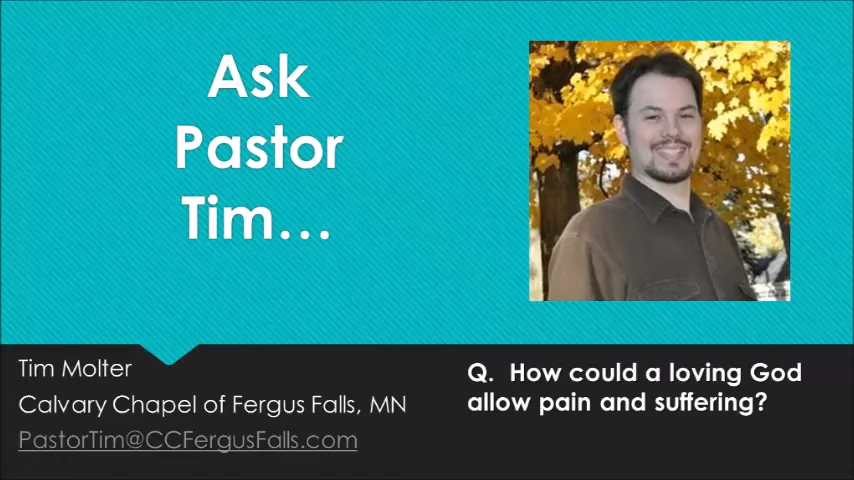 Ask
Pastor
Tim...
Tim Molter
Calvary Chapel of Fergus Falls, MN
PastorTim@CCFergusFalls.com
Q.  How could a loving God
allow pain and suffering?